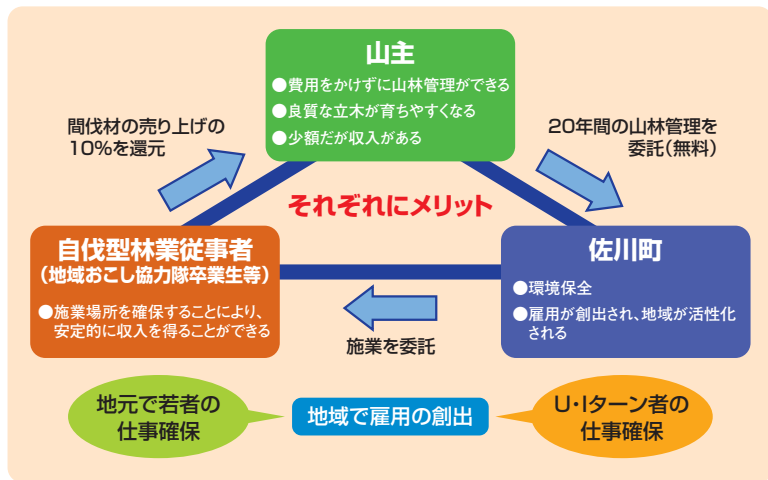 山主
●費用をかけずに山林管理ができる
●良質な立木が育ちやすくなる
●少額だが収入がある
間伐材の売り上げの
10%を還元
20年間の山林管理を
委託(無料)
それぞれにメリット
自伐型林業従事者
(地域おこし協力隊卒業生等)
●施業場所を確保することにより、
安定的に収入を得ることができる
佐川町
●環境保全
●雇用が創出され、地域が活性化
される
施業を委託
地元で若者の
仕事確保
地域で雇用の創出
U・Iターン者の
仕事確保